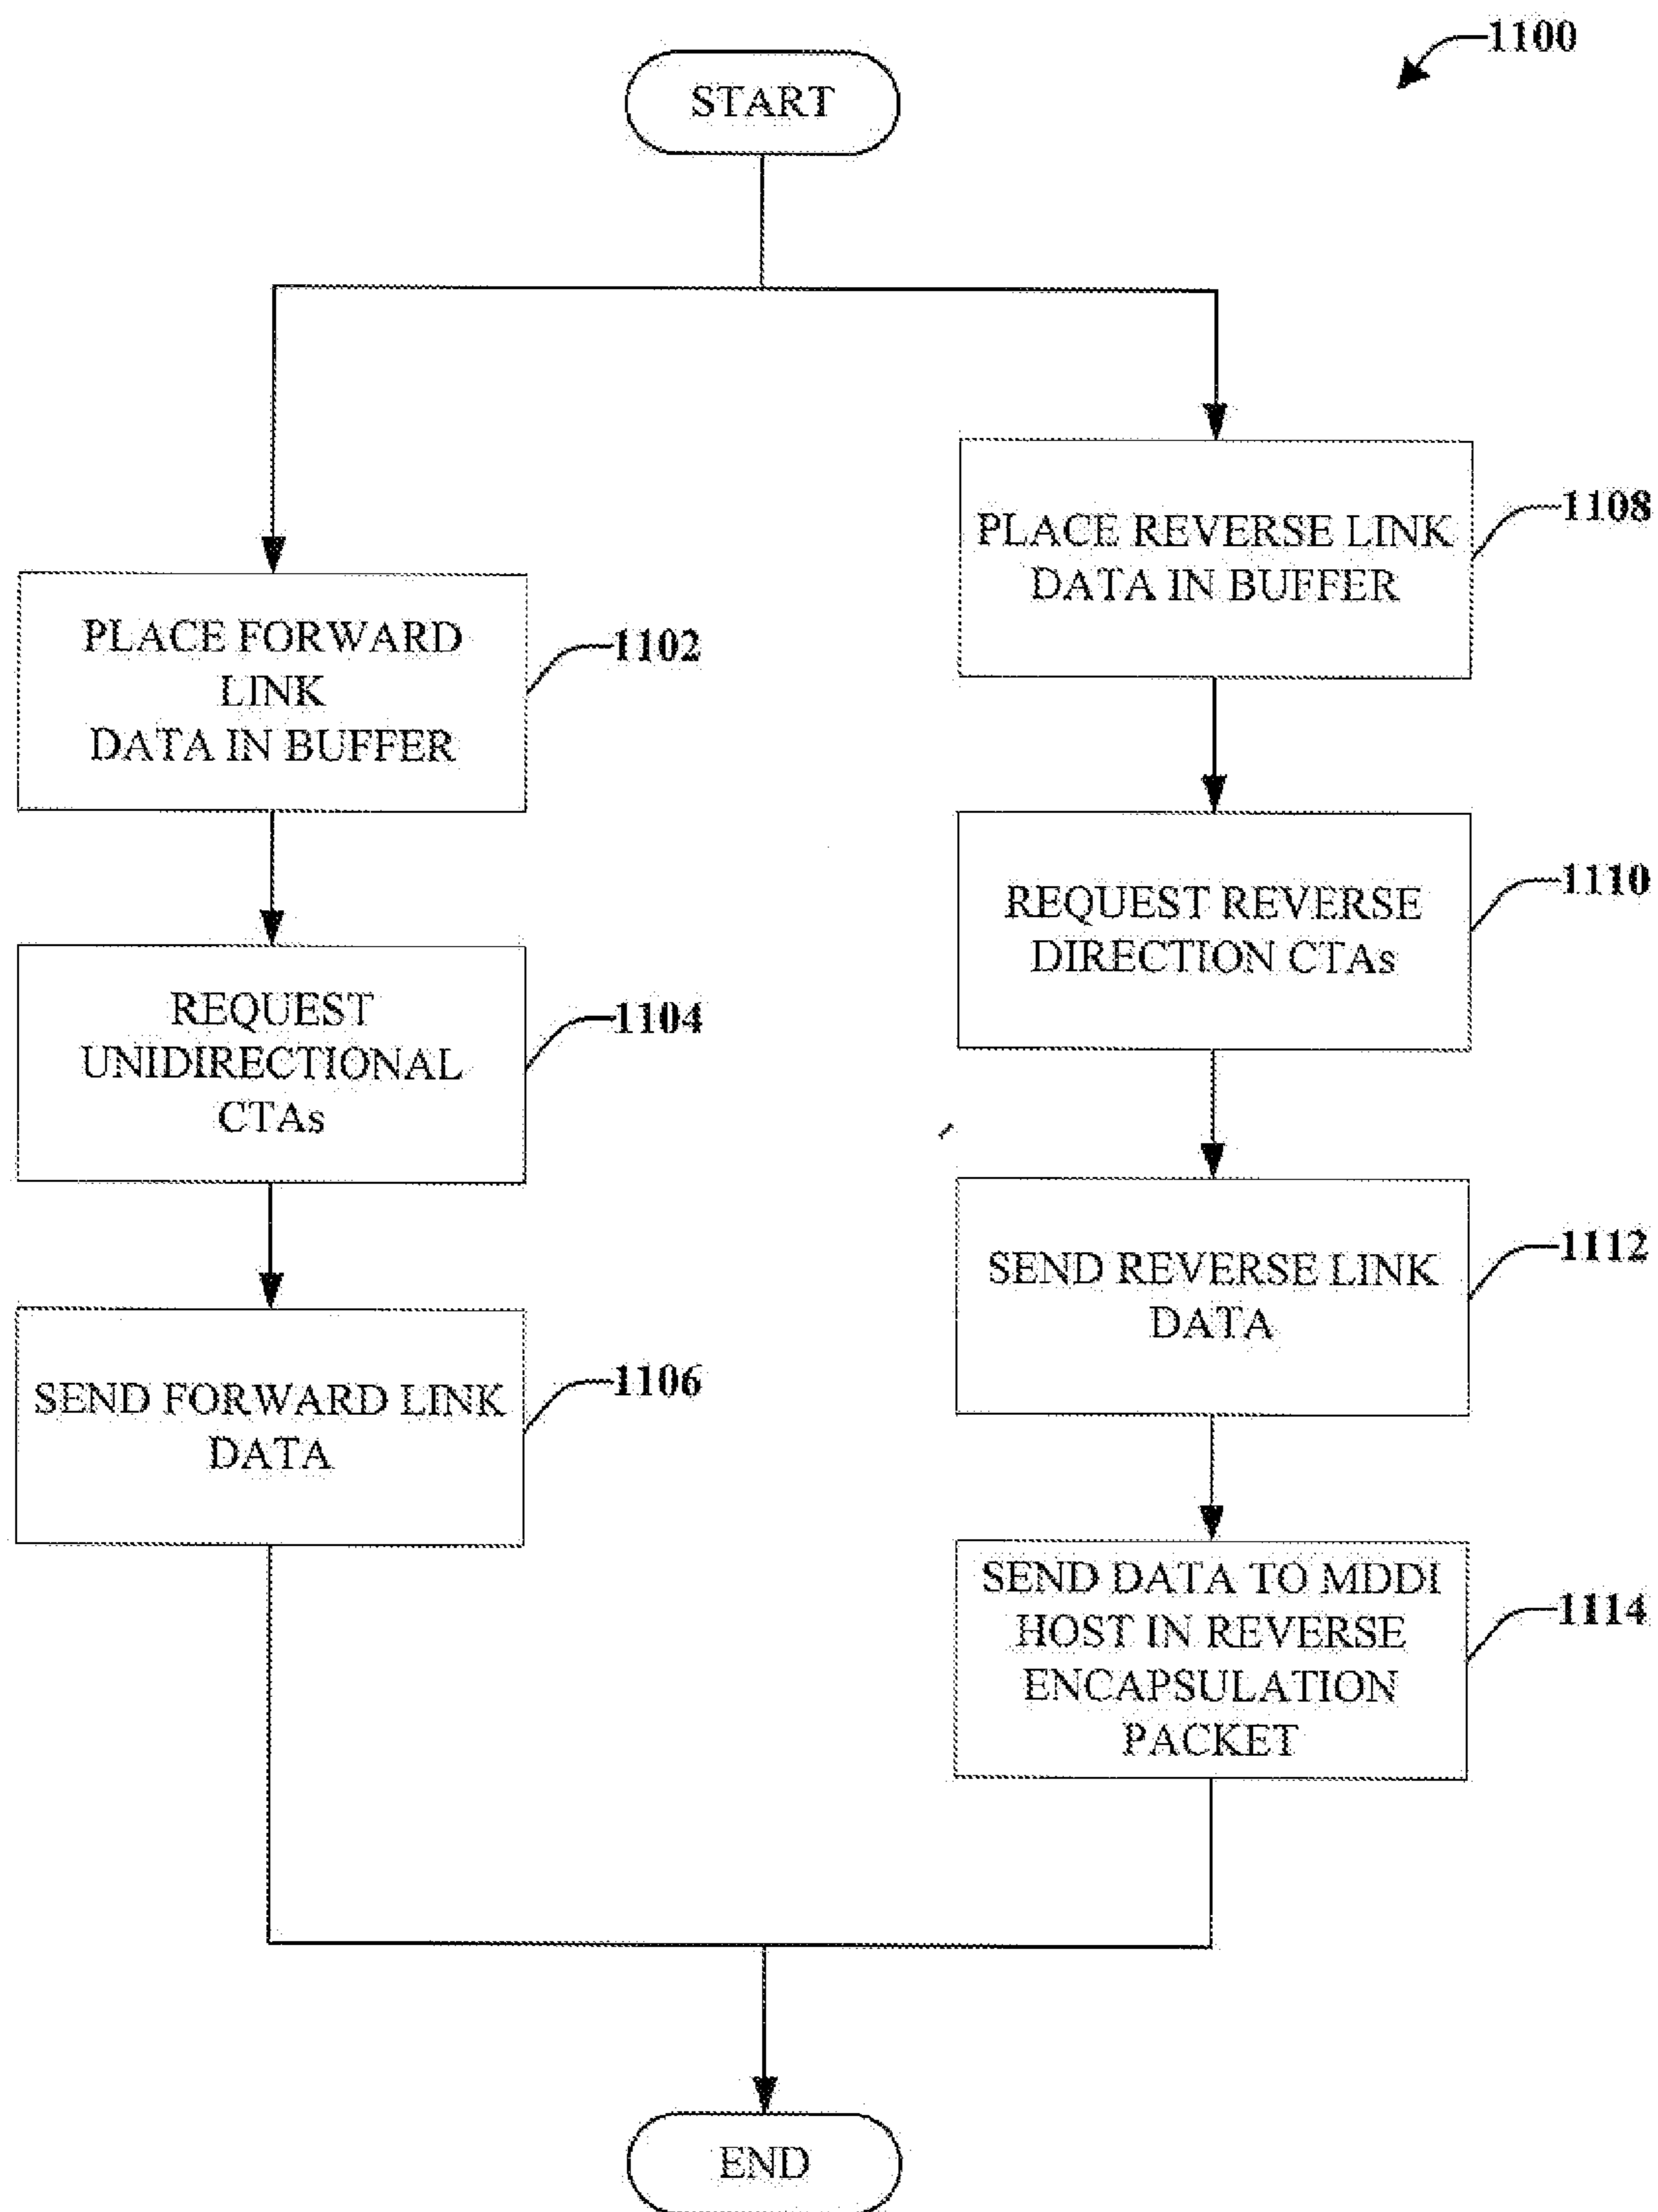 1100
START
PLACE FORWARD
LINK
DATA IN BUFFER
1102
REQUEST
UNIDIRECTIONAL
CTAs
1104
SEND FORWARD LINK
DATA
1106
PLACE REVERSE LINK
DATA IN BUFFER
1108
REQUEST REVERSE
DIRECTION CTAs
1110
SEND REVERSE LINK
DATA
1112
SEND DATA TO MDDI
HOST IN REVERSE
ENCAPSULATION
PACKET
1114
END